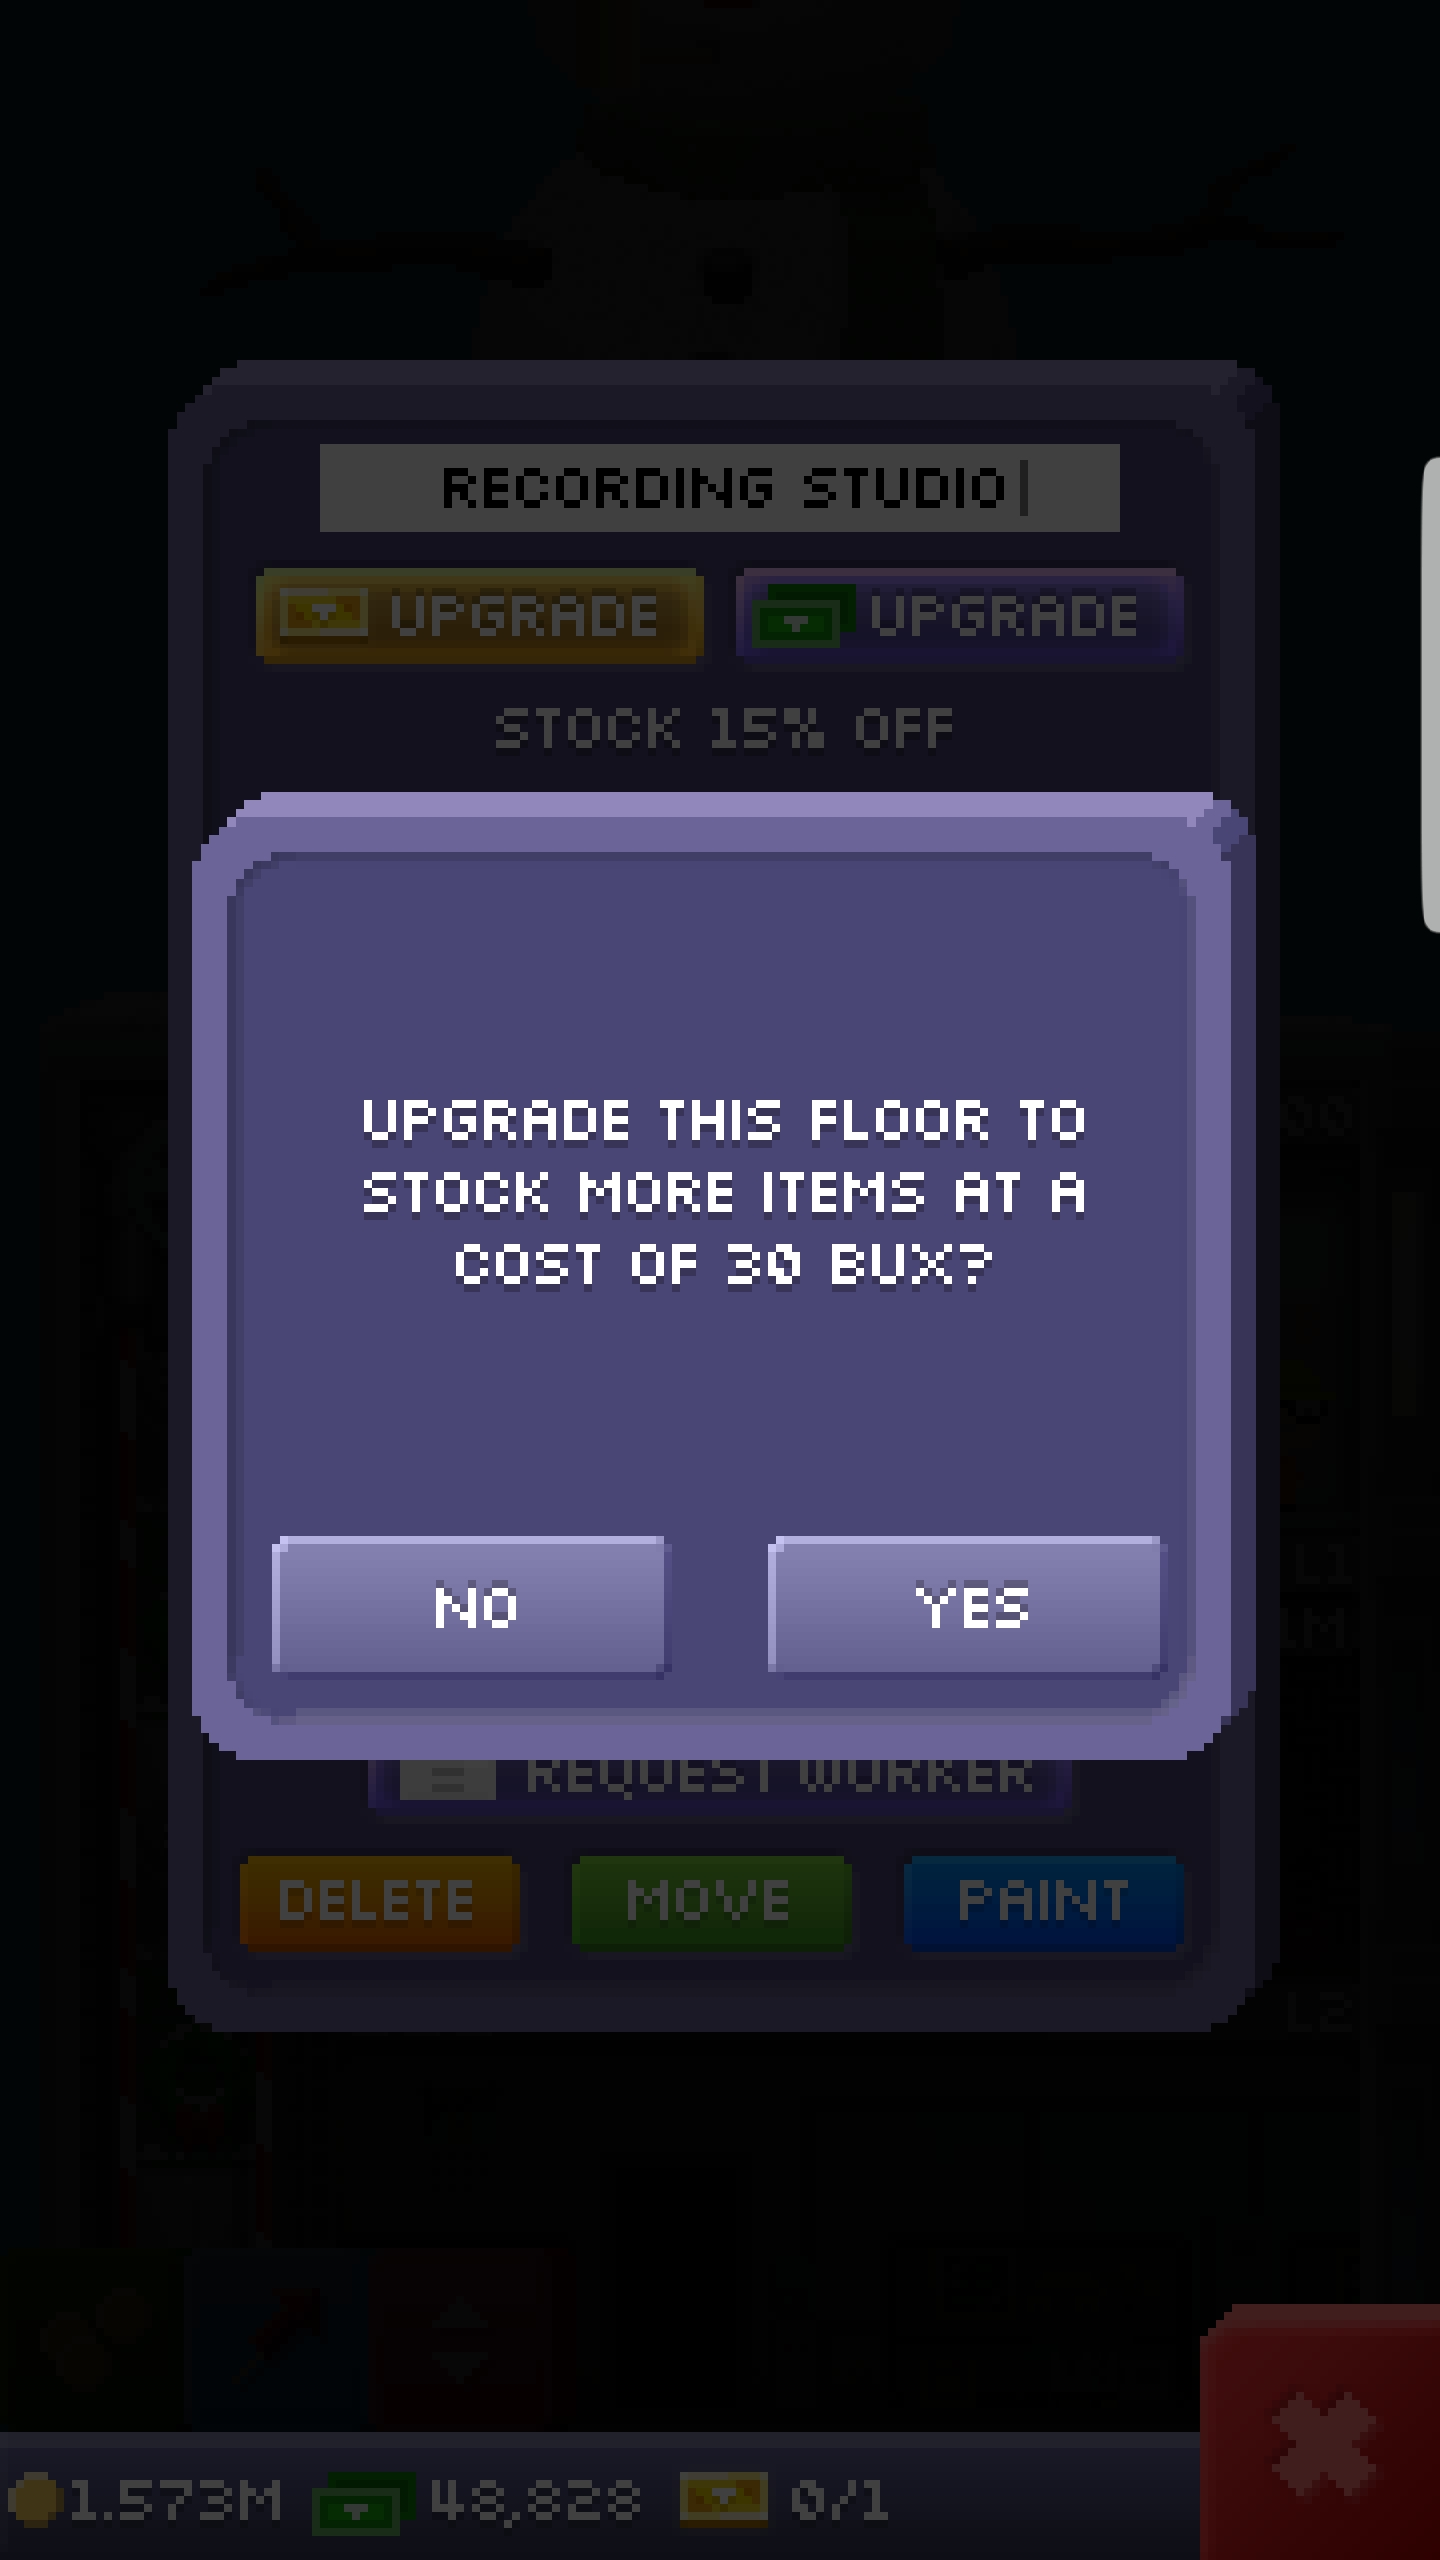 RECORDING STUDIO
UPGRADE UPGRADE
STOCK 15% OFF
UPGRADE THIS FLOOR TO
STOCK MORE ITEMS AT A
COST OF 30 BUX?
NO YES
REQUEST WORKER
DELETE MOVE PAINT
1.573M 48,828 0/1